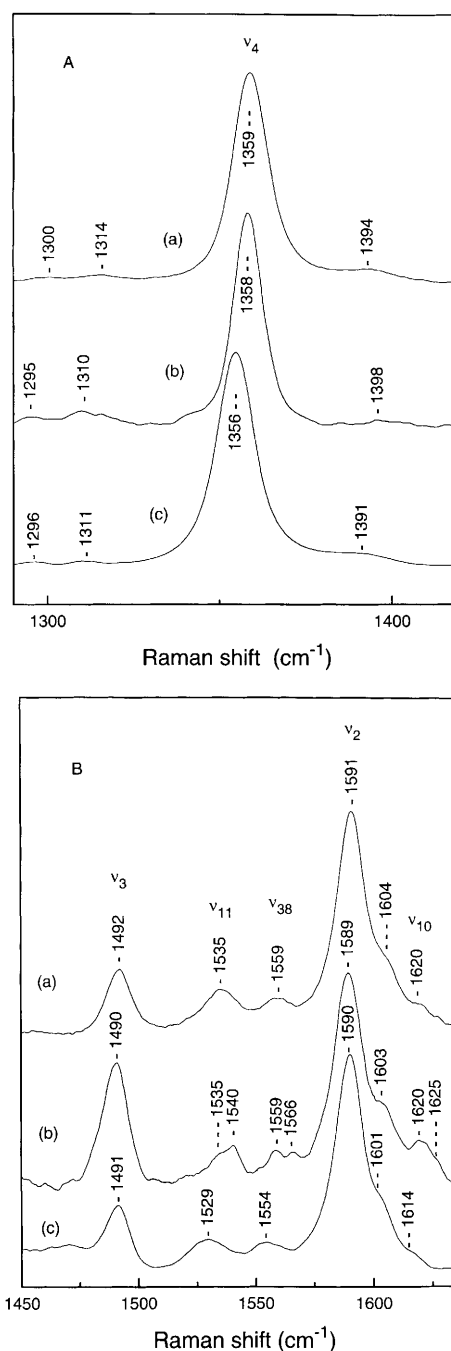 ν4
A
1359
1300
1314
1394
(a)
1358
1295
1310
1398
(b)
1356
1296
1311
1391
(c)
1300
1400
Raman shift (cm-1)
ν2
B
1591
ν3
ν11
ν38
1604
ν10
1492
1535
1559
1620
(a)
1490
1589
1590
1603
1535
1540
1559
1566
1620
1625
(b)
1491
1601
1529
1554
1614
(c)
1450
1500
1550
1600
Raman shift (cm-1)